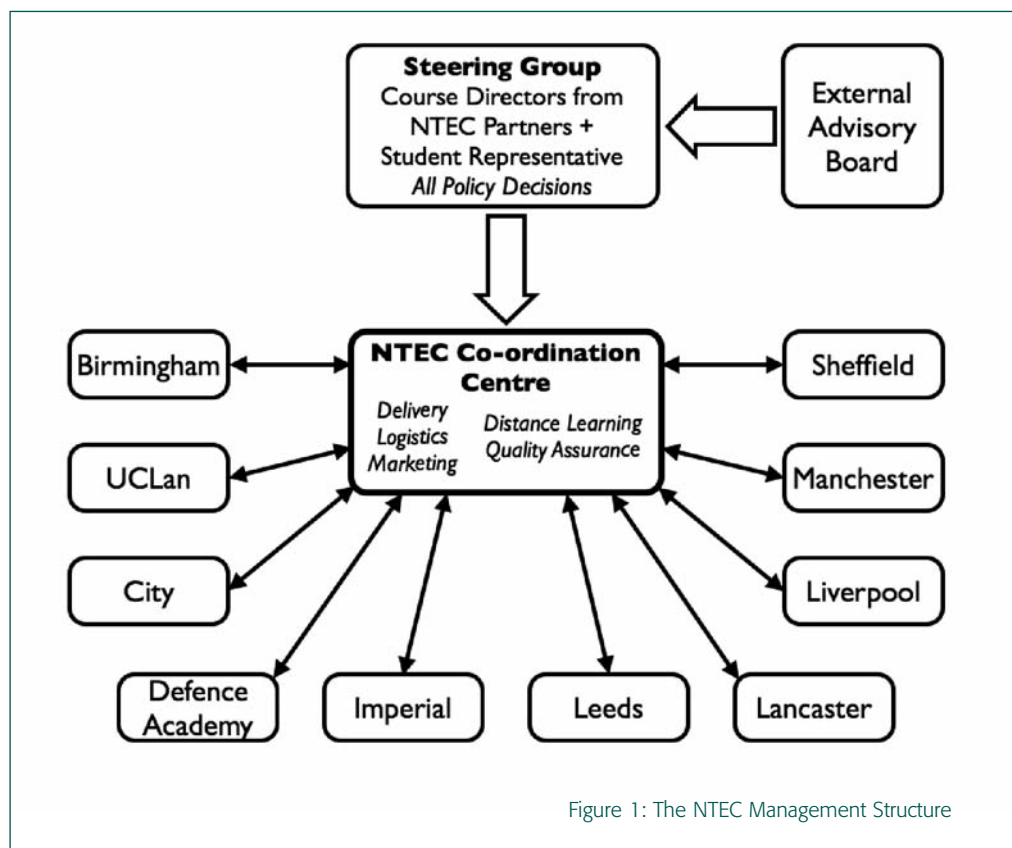 Steering Group
Course Directors from
NTEC Partners +
Student Representative
All Policy Decisions
External
Advisory
Board
NTEC Co-ordination
Centre
Delivery
Logistics
Marketing
Distance Learning
Quality Assurance
Birmingham
UCLan
City
Defence
Academy
Imperial
Leeds
Lancaster
Liverpool
Manchester
Sheffield
Figure 1: The NTEC Management Structure